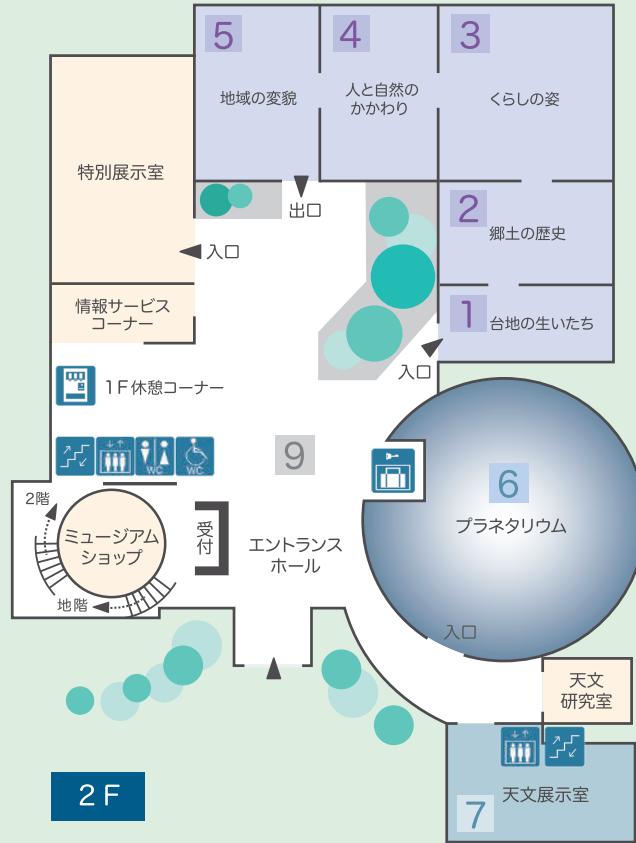 5
4
3
地域の変貌
人と自然の
かかわり
くらしの姿
特別展示室
2
郷土の歴史
出口
入口
情報サービス
コーナー
1
台地の生いたち
入口
1F休憩コーナー
9
WC
WC
6
プラネタリウム
2階
ミュージアム
ショップ
受付
エントランス
ホール
地階
入口
天文
研究室
2F
7
天文展示室